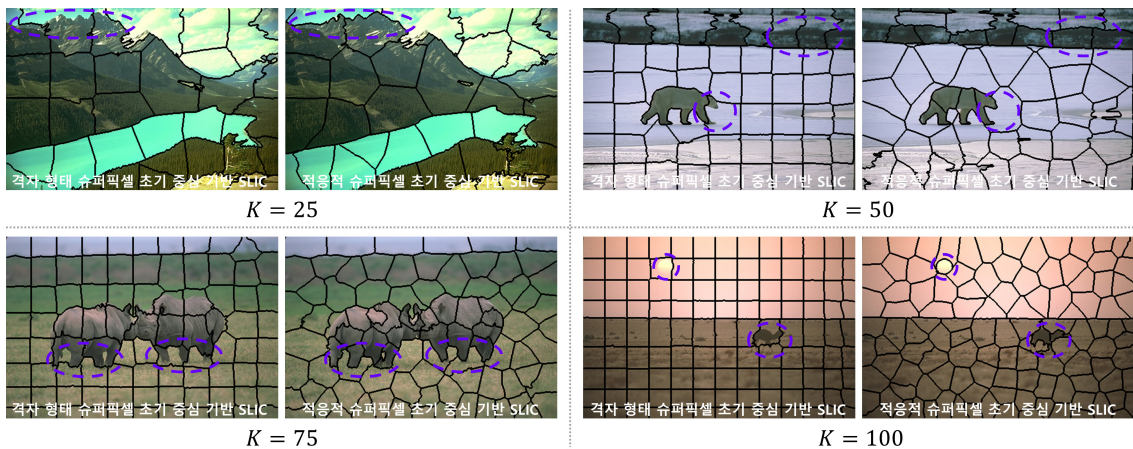 격자 형태 슈퍼픽셀 초기 중심 기반 SLIC
적응적 슈퍼픽셀 초기 중심 기반 SLIC
K = 25
격자 형태 슈퍼픽셀 초기 중심 기반 SLIC
적응적 슈퍼픽셀 초기 중심 기반 SLIC
K = 50
격자 형태 슈퍼픽셀 초기 중심 기반 SLIC
적응적 슈퍼픽셀 초기 중심 기반 SLIC
K = 75
격자 형태 슈퍼픽셀 초기 중심 기반 SLIC
적응적 슈퍼픽셀 초기 중심 기반 SLIC
K = 100